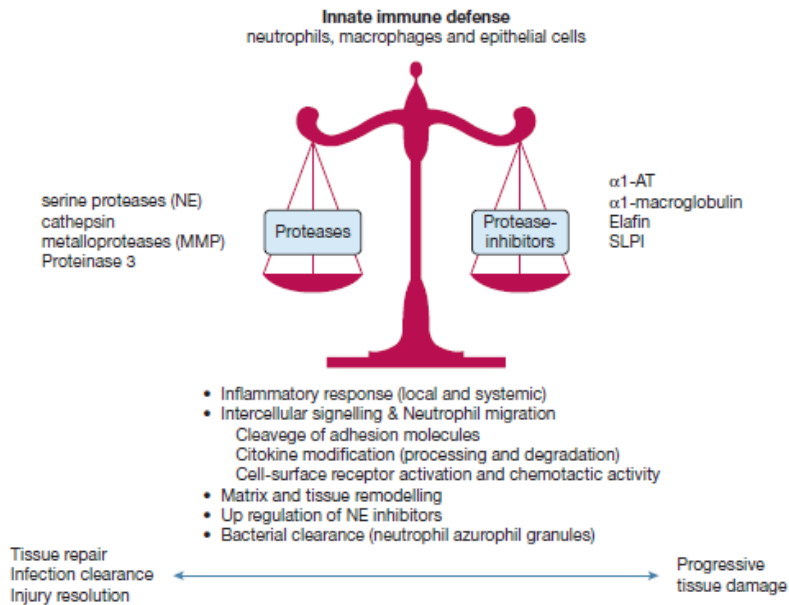 Innate immune defense
neutrophils, macrophages and epithelial cells
serine proteases (NE)
cathepsin
metalloproteases (MMP)
Proteinase 3
Proteases
Protease-
inhibitors
α1-AT
α1-macroglobulin
Elafin
SLPI
• Inflammatory response (local and systemic)
• Intercellular signelling & Neutrophil migration
Cleavege of adhesion molecules
Citokine modification (processing and degradation)
Cell-surface receptor activation and chemotactic activity
• Matrix and tissue remodelling
• Up regulation of NE inhibitors
• Bacterial clearance (neutrophil azurophil granules)
Tissue repair
Infection clearance
Injury resolution
Progressive
tissue damage